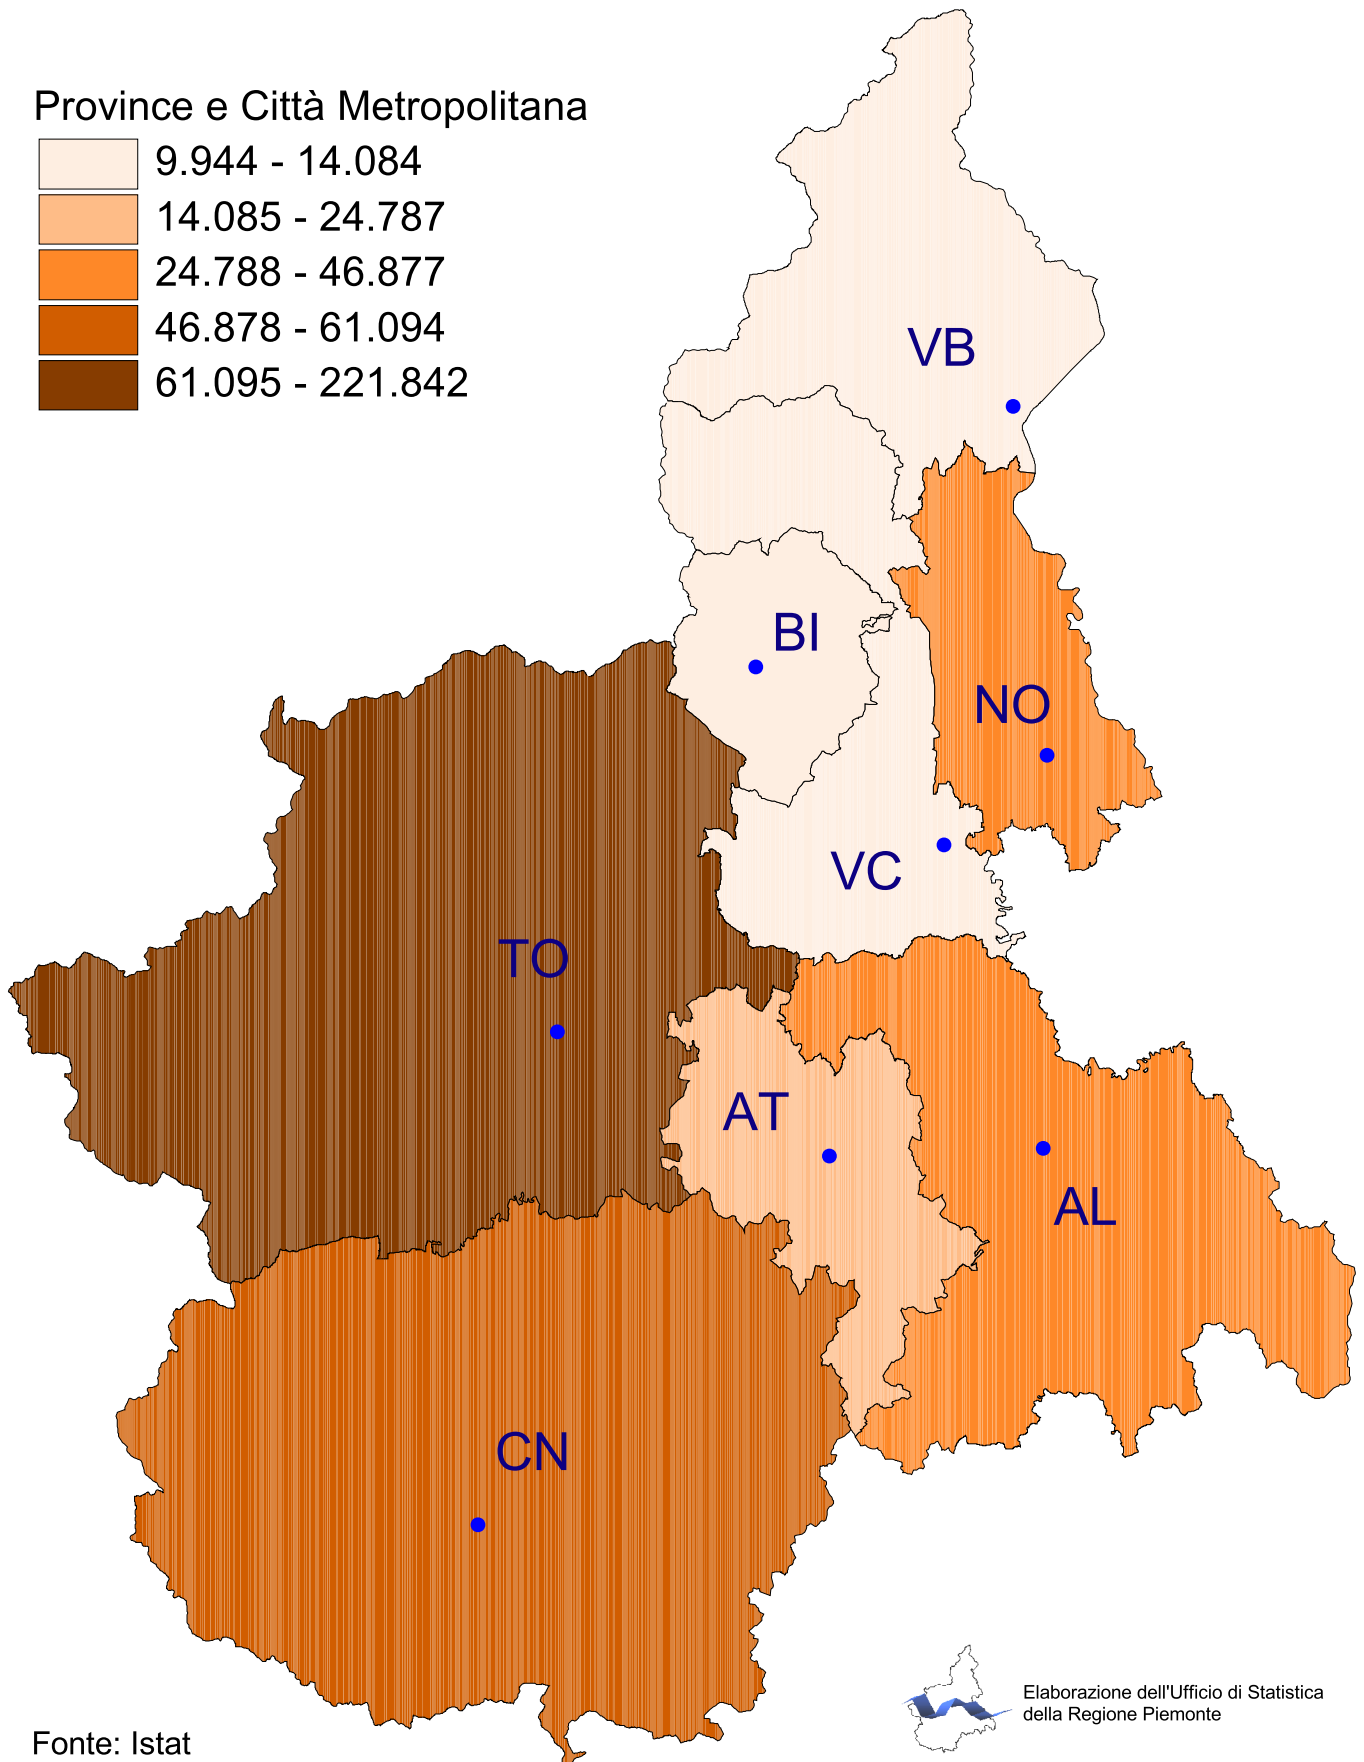 Province e Città Metropolitana
9.944 - 14.084
14.085 - 24.787
24.788 - 46.877
46.878 - 61.094
61.095 - 221.842
VB
BI
NO
VC
TO
AT
AL
CN
Elaborazione dell'Ufficio di Statistica
della Regione Piemonte
Fonte: Istat